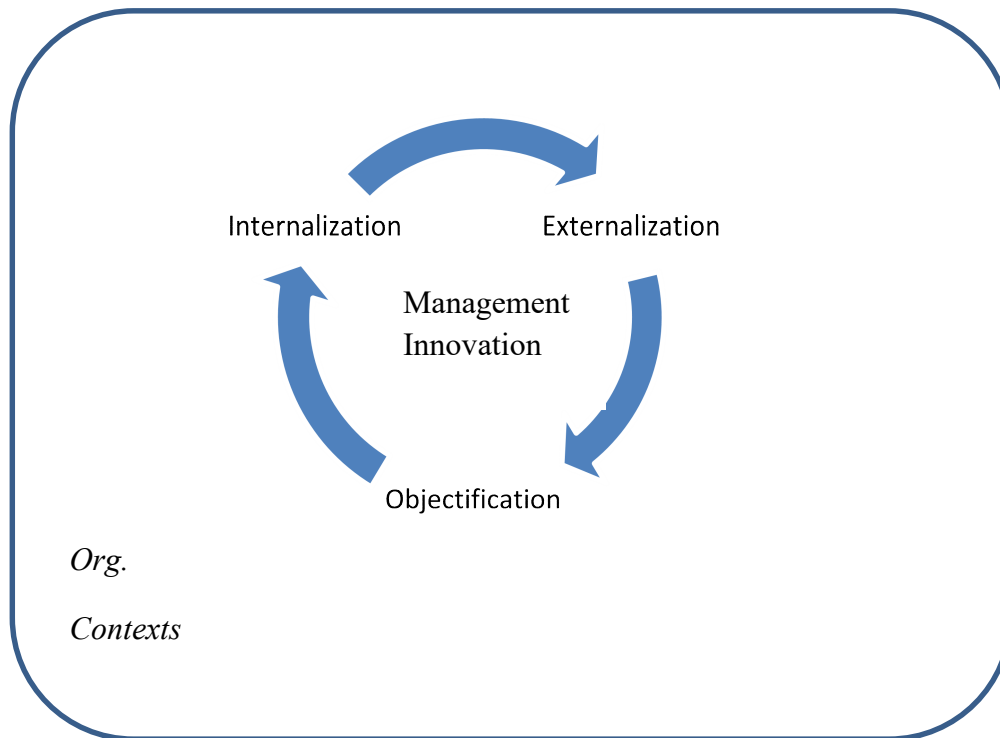 Internalization
Externalization
Management
Innovation
Objectification
Org.
Contexts